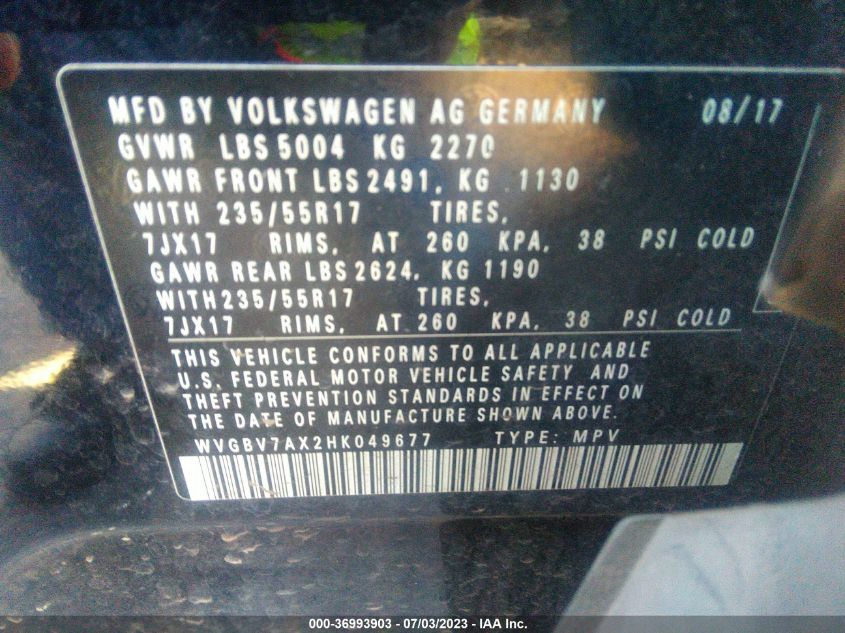 MFD BY VOLKSWAGEN AG GERMANY 08/17
GVWR LBS 5004 KG 2270
GAWR FRONT LBS 2491, KG 1130
WITH 235/55R17 TIRES,
7JX17 RIMS, AT 260 KPA, 38 PSI COLD
GAWR REAR LBS 2624, KG 1190
WITH 235/55R17 TIRES,
7JX17 RIMS, AT 260 KPA, 38 PSI COLD
THIS VEHICLE CONFORMS TO ALL APPLICABLE
U.S. FEDERAL MOTOR VEHICLE SAFETY AND
THEFT PREVENTION STANDARDS IN EFFECT ON
THE DATE OF MANUFACTURE SHOWN ABOVE.
WVGBV7AX2HK049677 TYPE: MPV
000-36993903 - 07/03/2023 - IAA Inc.